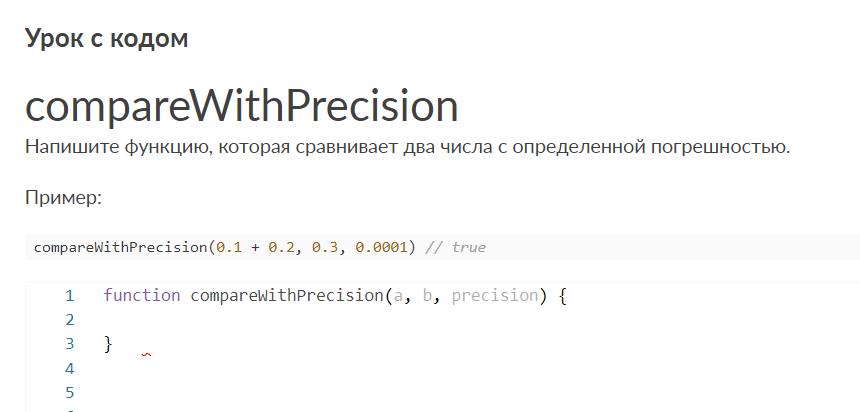 Урок с кодом
compareWithPrecision
Напишите функцию, которая сравнивает два числа с определенной погрешностью.
Пример:
compareWithPrecision(0.1 + 0.2, 0.3, 0.0001) // true
1 function compareWithPrecision(a, b, precision) {
2
3 }
4
5